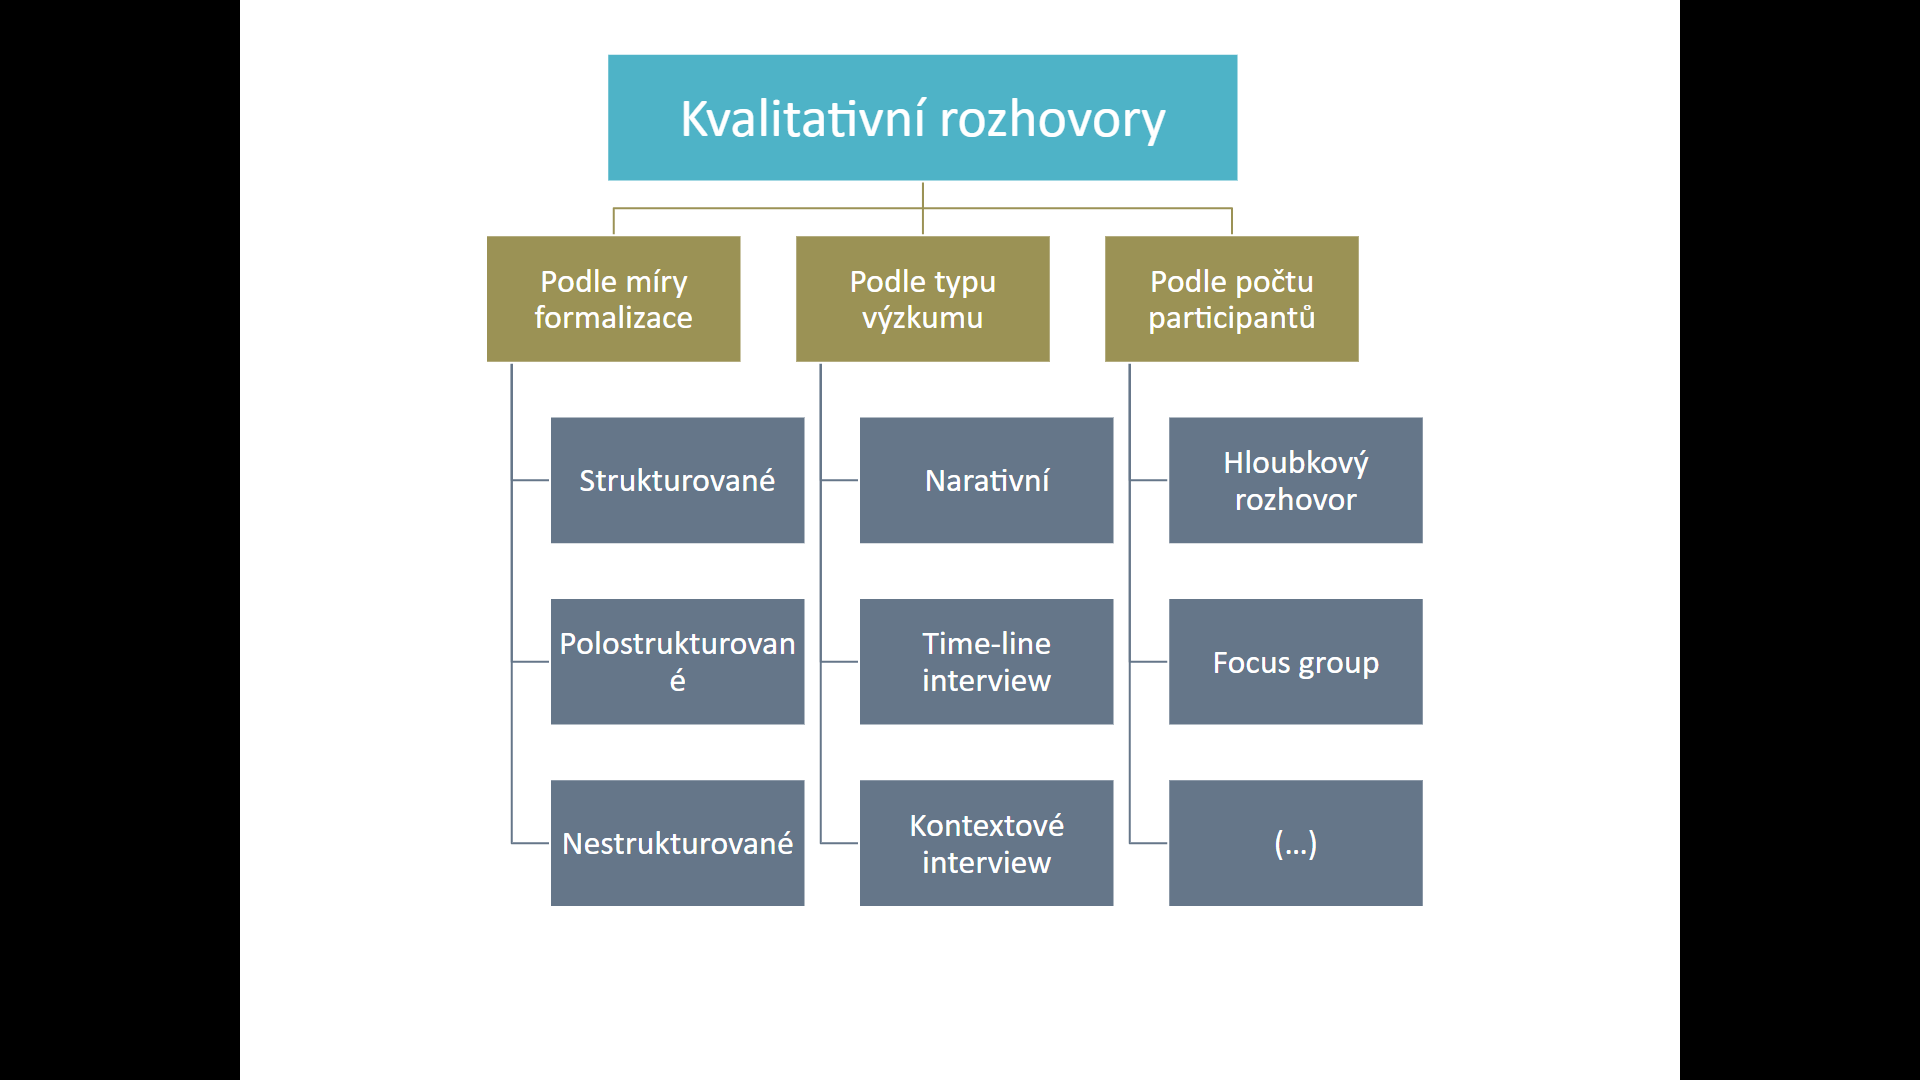 Kvalitativní rozhovory
Podle míry
formalizace
Podle typu
výzkumu
Podle počtu
participantů
Strukturované
Narativní
Hloubkový
rozhovor
Polostrukturovan
é
Time-line
interview
Focus group
Nestrukturované
Kontextové
interview
(...)